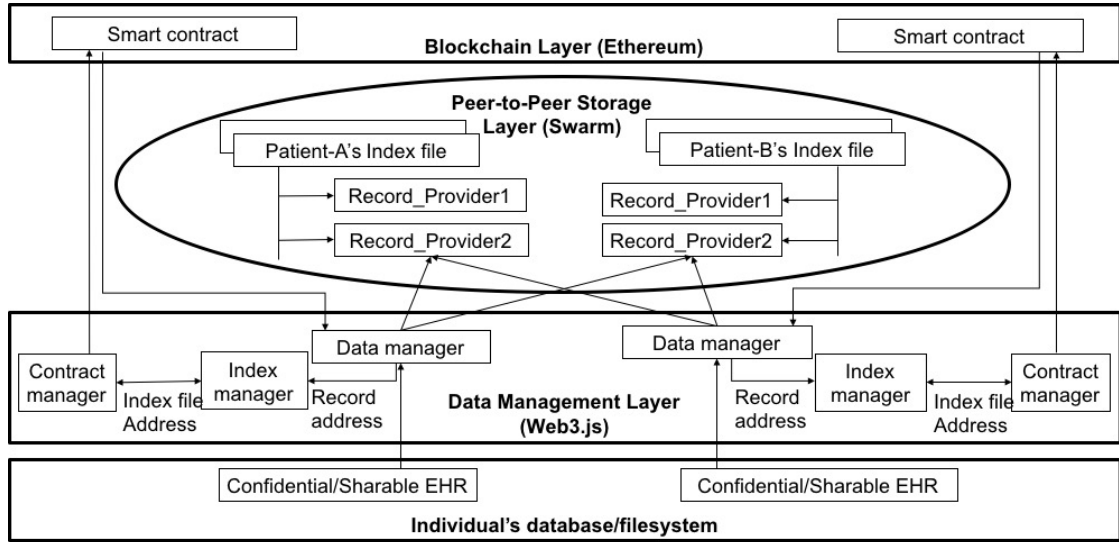 Smart contract
Smart contract
Blockchain Layer (Ethereum)
Peer-to-Peer Storage
Layer (Swarm)
Patient-A's Index file
Patient-B's Index file
Record_Provider1
Record_Provider1
Record_Provider2
Record_Provider2
Data manager
Data manager
Contract
manager
Index
manager
Index file
Address
Record
address
Data Management Layer
(Web3.js)
Record
address
Index
manager
Index file
Address
Contract
manager
Confidential/Sharable EHR
Confidential/Sharable EHR
Individual's database/filesystem